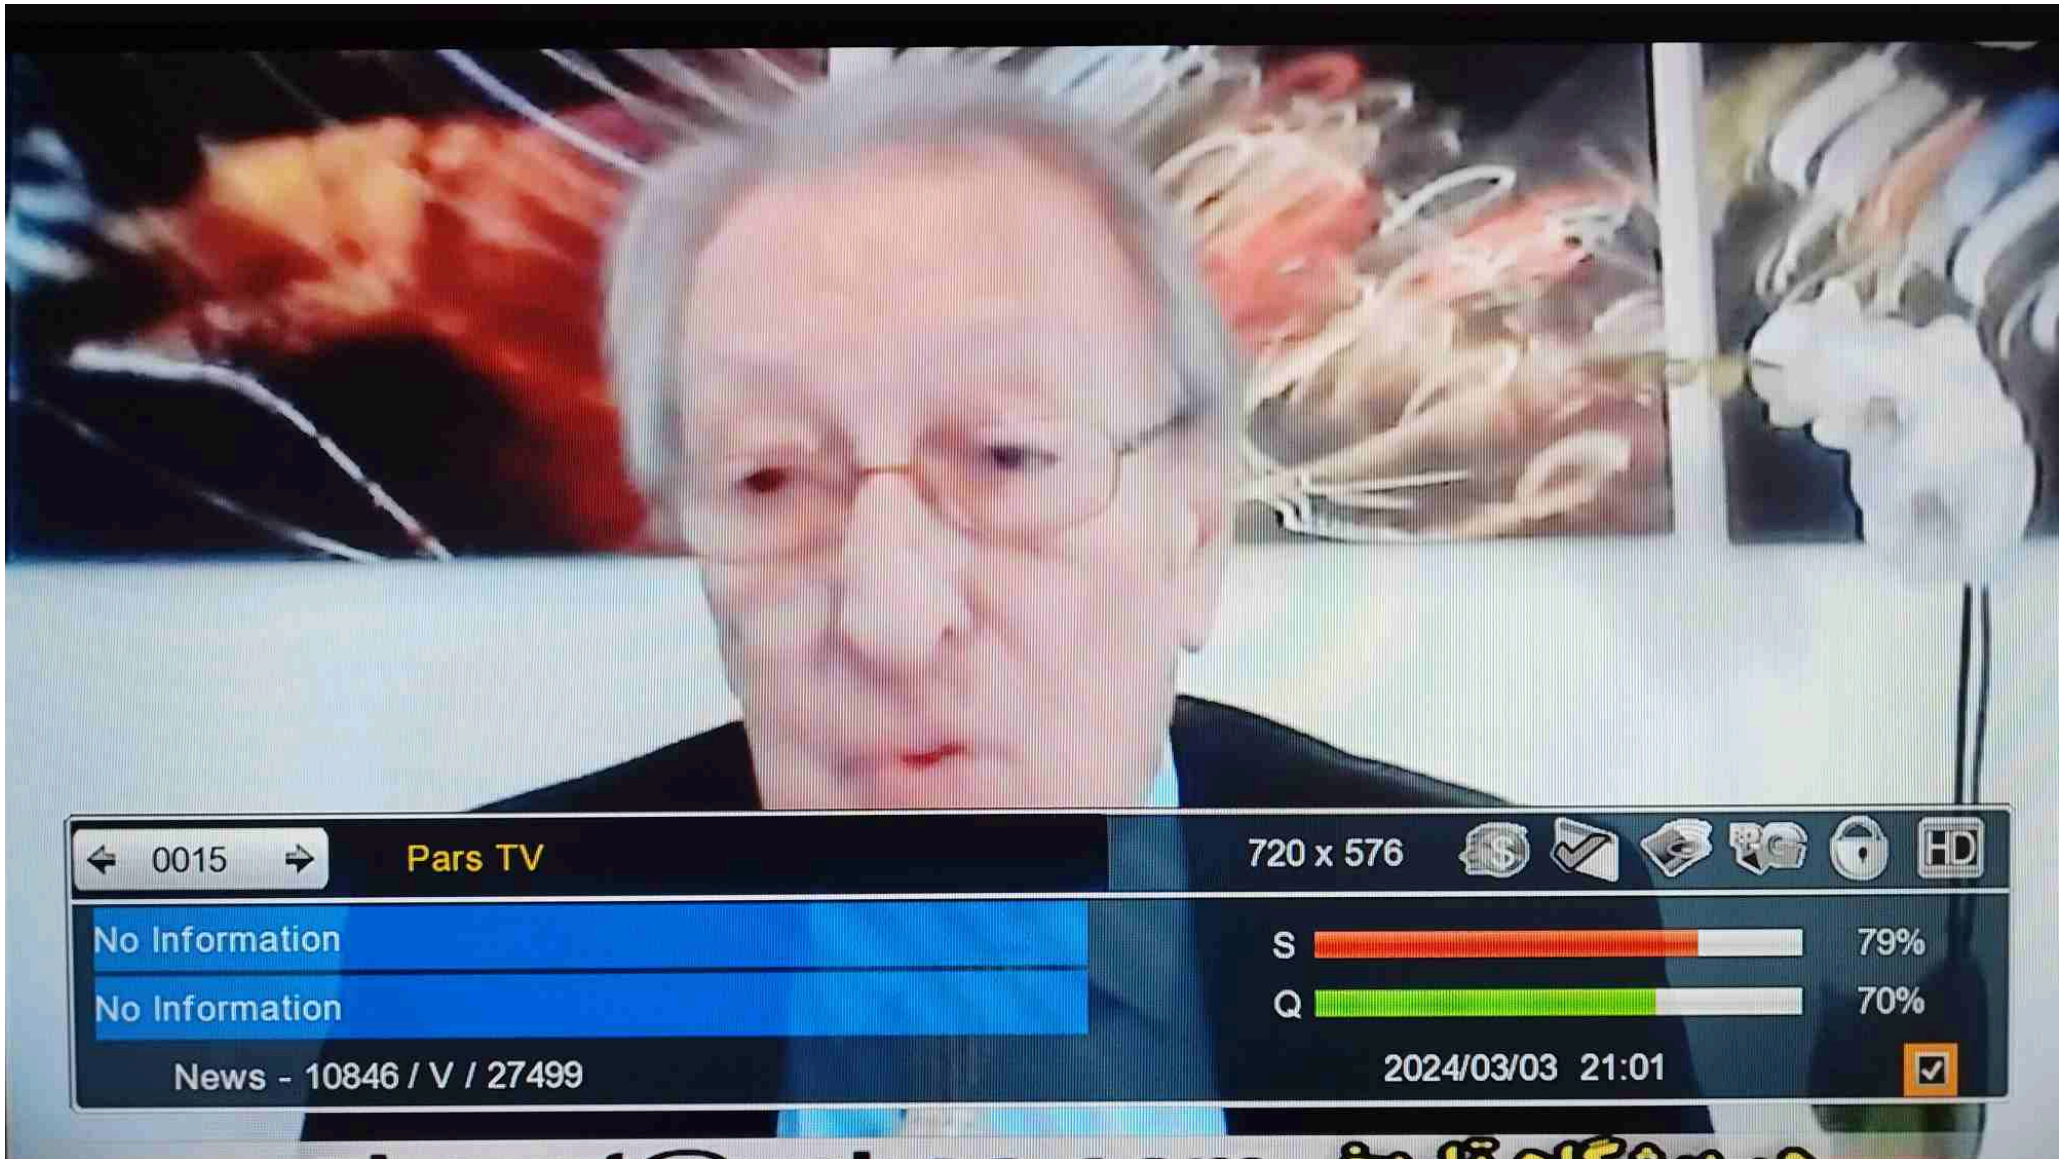 0015
Pars TV
720 x 576
HD
No Information
S 79%
No Information
Q 70%
News - 10846 / V / 27499
2024/03/03 21:01